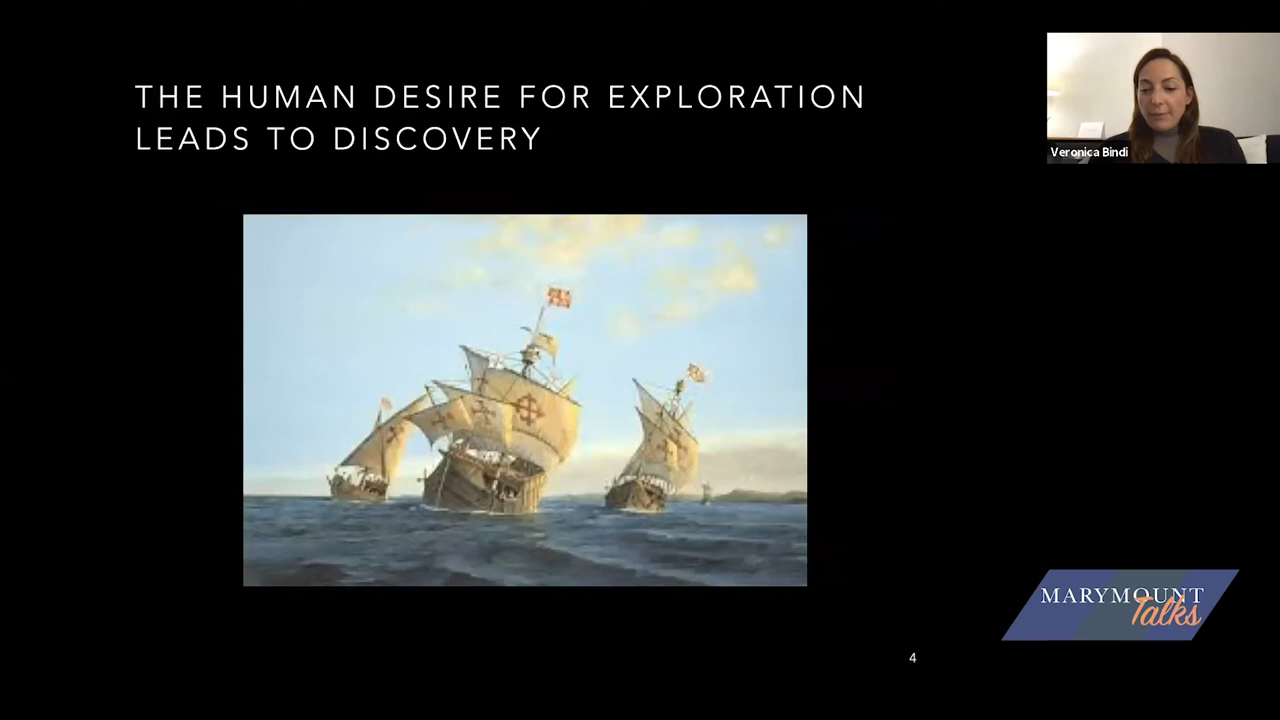 THE HUMAN DESIRE FOR EXPLORATION
LEADS TO DISCOVERY
Veronica Bindi
MARYMOUNT
Talks
4